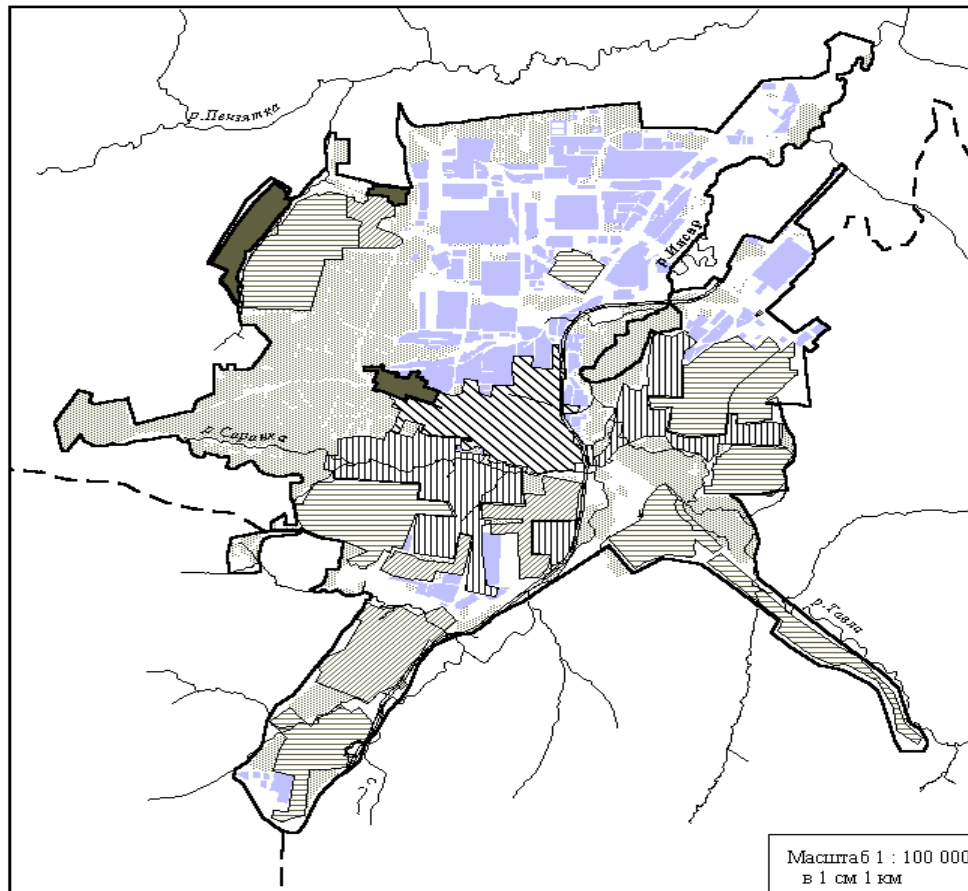 р.Пензятка
р.Инсар
р. Саранка
р.Тавла
Масштаб 1 : 100 000
в 1 см 1 км